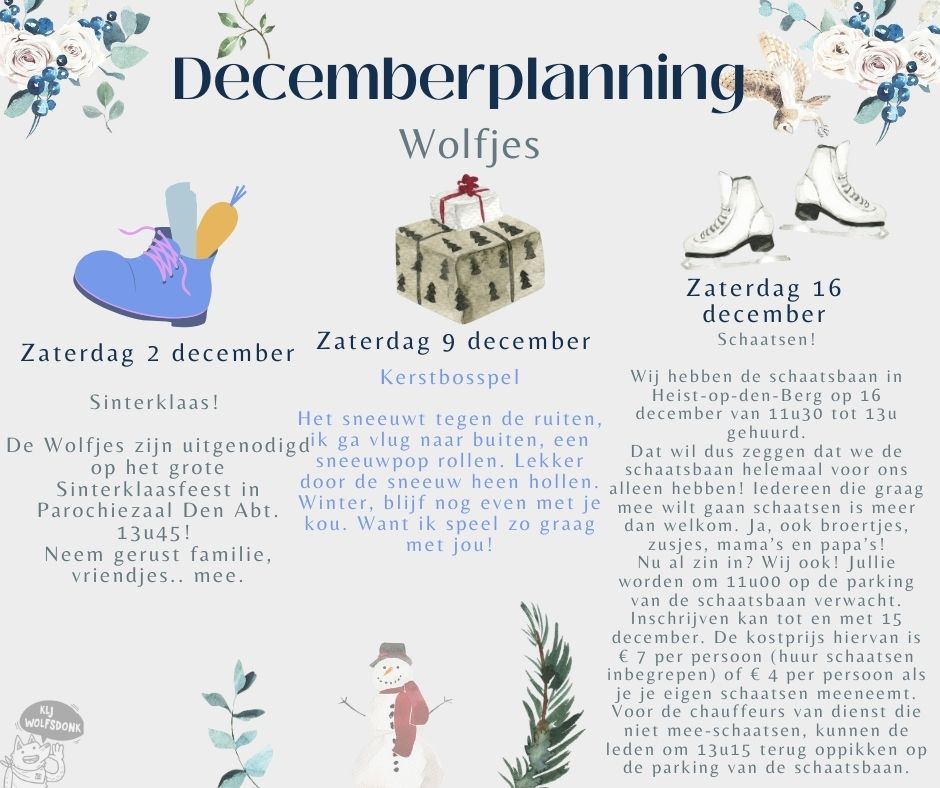 Decemberplanning
Wolfjes
Zaterdag 2 december
Sinterklaas!
De Wolfjes zijn uitgenodigd
op het grote
Sinterklaasfeest in
Parochiezaal Den Abt.
13u45!
Neem gerust familie,
vriendjes.. mee.
Zaterdag 9 december
Kerstbosspel
Het sneeuwt tegen de ruiten,
ik ga vlug naar buiten, een
sneeuwpop rollen. Lekker
door de sneeuw heen hollen.
Winter, blijf nog even met je
kou. Want ik speel zo graag
met jou!
Zaterdag 16
december
Schaatsen!
Wij hebben de schaatsbaan in
Heist-op-den-Berg op 16
december van 11u30 tot 13u
gehuurd.
Dat wil dus zeggen dat we de
schaatsbaan helemaal voor ons
alleen hebben! Iedereen die graag
mee wilt gaan schaatsen is meer
dan welkom. Ja, ook broertjes,
zusjes, mama's en papa's!
Nu al zin in? Wij ook! Jullie
worden om 11u00 op de parking
van de schaatsbaan verwacht.
Inschrijven kan tot en met 15
december. De kostprijs hiervan is
€ 7 per persoon (huur schaatsen
inbegrepen) of € 4 per persoon als
je je eigen schaatsen meeneemt.
Voor de chauffeurs van dienst die
niet mee-schaatsen, kunnen de
leden om 13u15 terug oppikken op
de parking van de schaatsbaan.
KLJ
WOLFSDONK